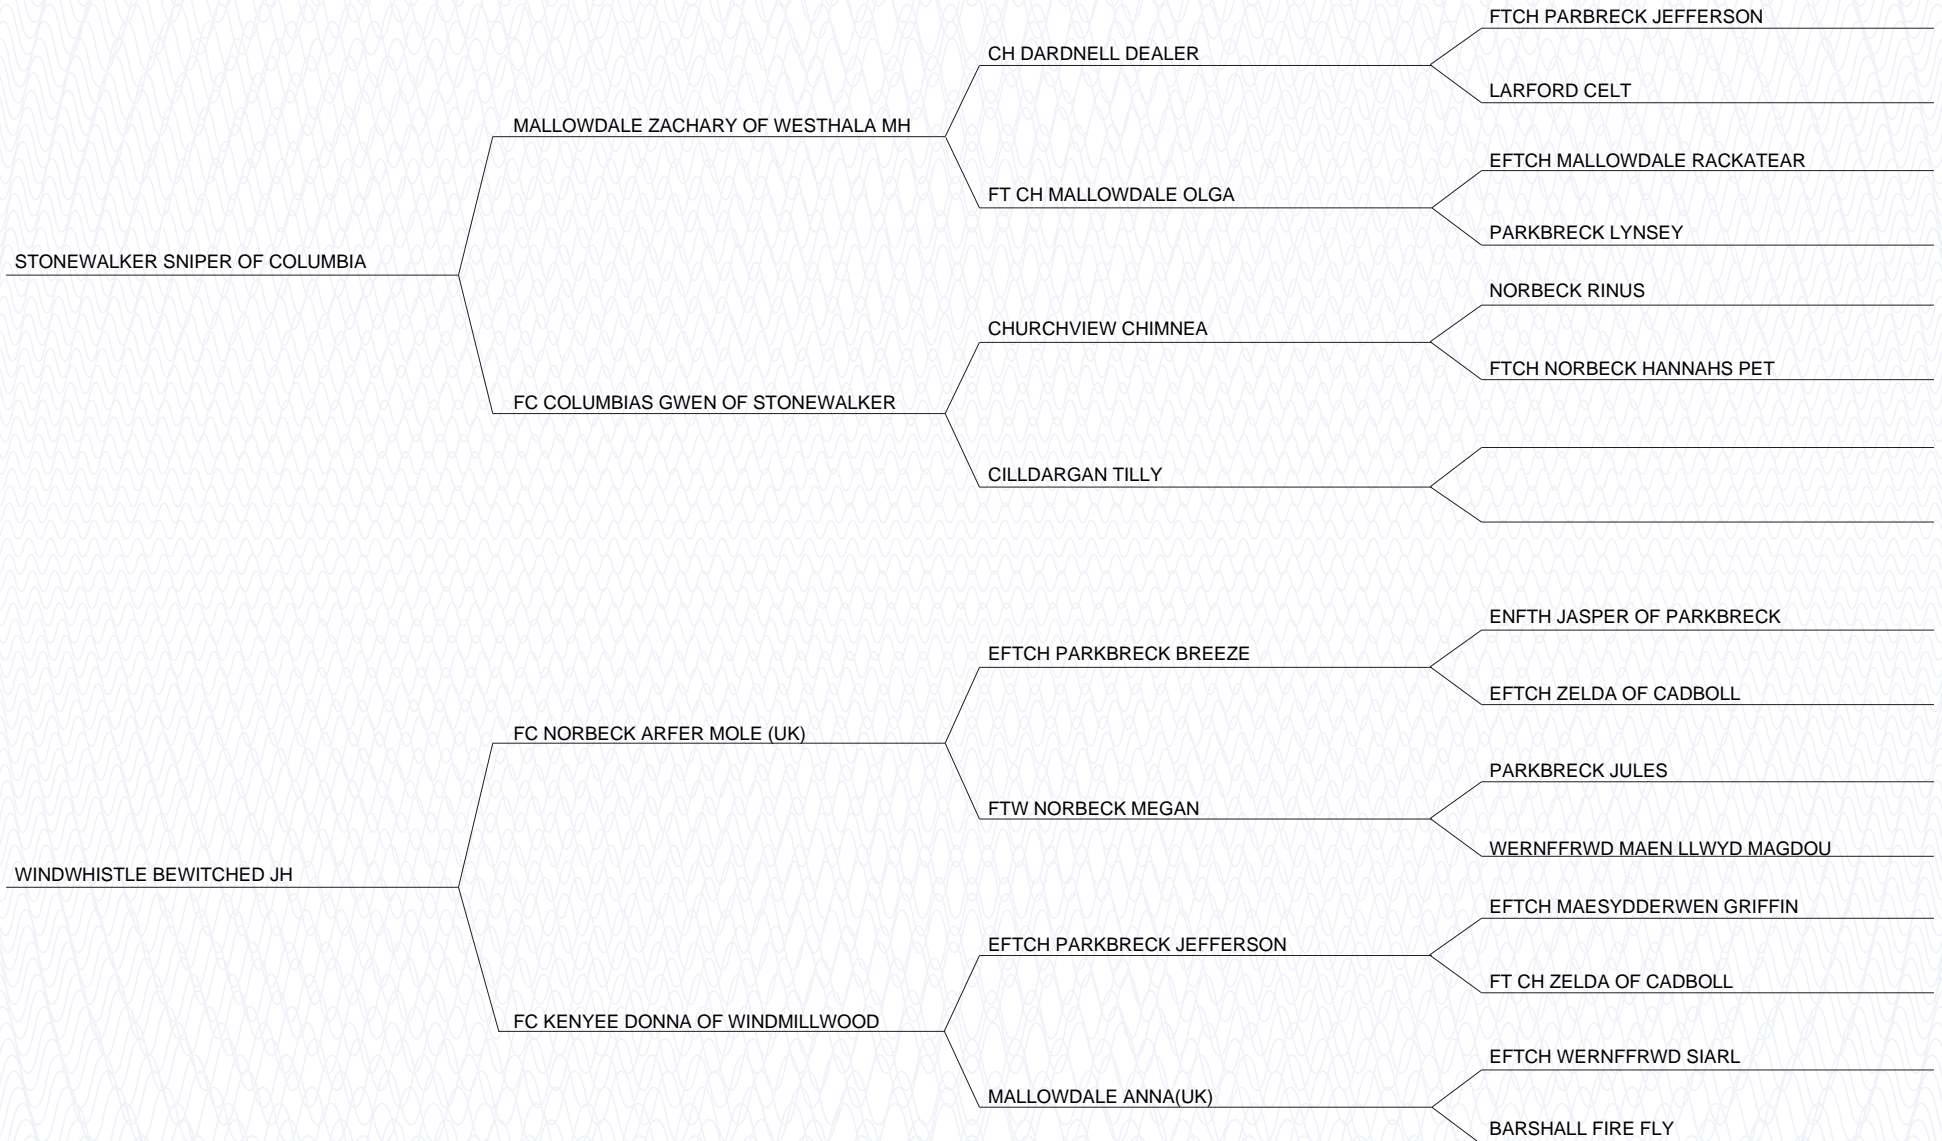 FTCH PARBRECK JEFFERSON
CH DARDNELL DEALER
LARFORD CELT
MALLOWDALE ZACHARY OF WESTHALA MH
EFTCH MALLOWDALE RACKATEAR
FT CH MALLOWDALE OLGA
PARKBRECK LYNSEY
STONEWALKER SNIPER OF COLUMBIA
NORBECK RINUS
CHURCHVIEW CHIMNEA
FTCH NORBECK HANNAHS PET
FC COLUMBIAS GWEN OF STONEWALKER
CILLDARGAN TILLY
ENFTH JASPER OF PARKBRECK
EFTCH PARKBRECK BREEZE
EFTCH ZELDA OF CADBOLL
FC NORBECK ARFER MOLE (UK)
PARKBRECK JULES
FTW NORBECK MEGAN
WERNFFRWD MAEN LLWYD MAGDOU
WINDWHISTLE BEWITCHED JH
EFTCH MAESYDDERWEN GRIFFIN
EFTCH PARKBRECK JEFFERSON
FT CH ZELDA OF CADBOLL
FC KENYEE DONNA OF WINDMILLWOOD
EFTCH WERNFFRWD SIARL
MALLOWDALE ANNA(UK)
BARSHALL FIRE FLY